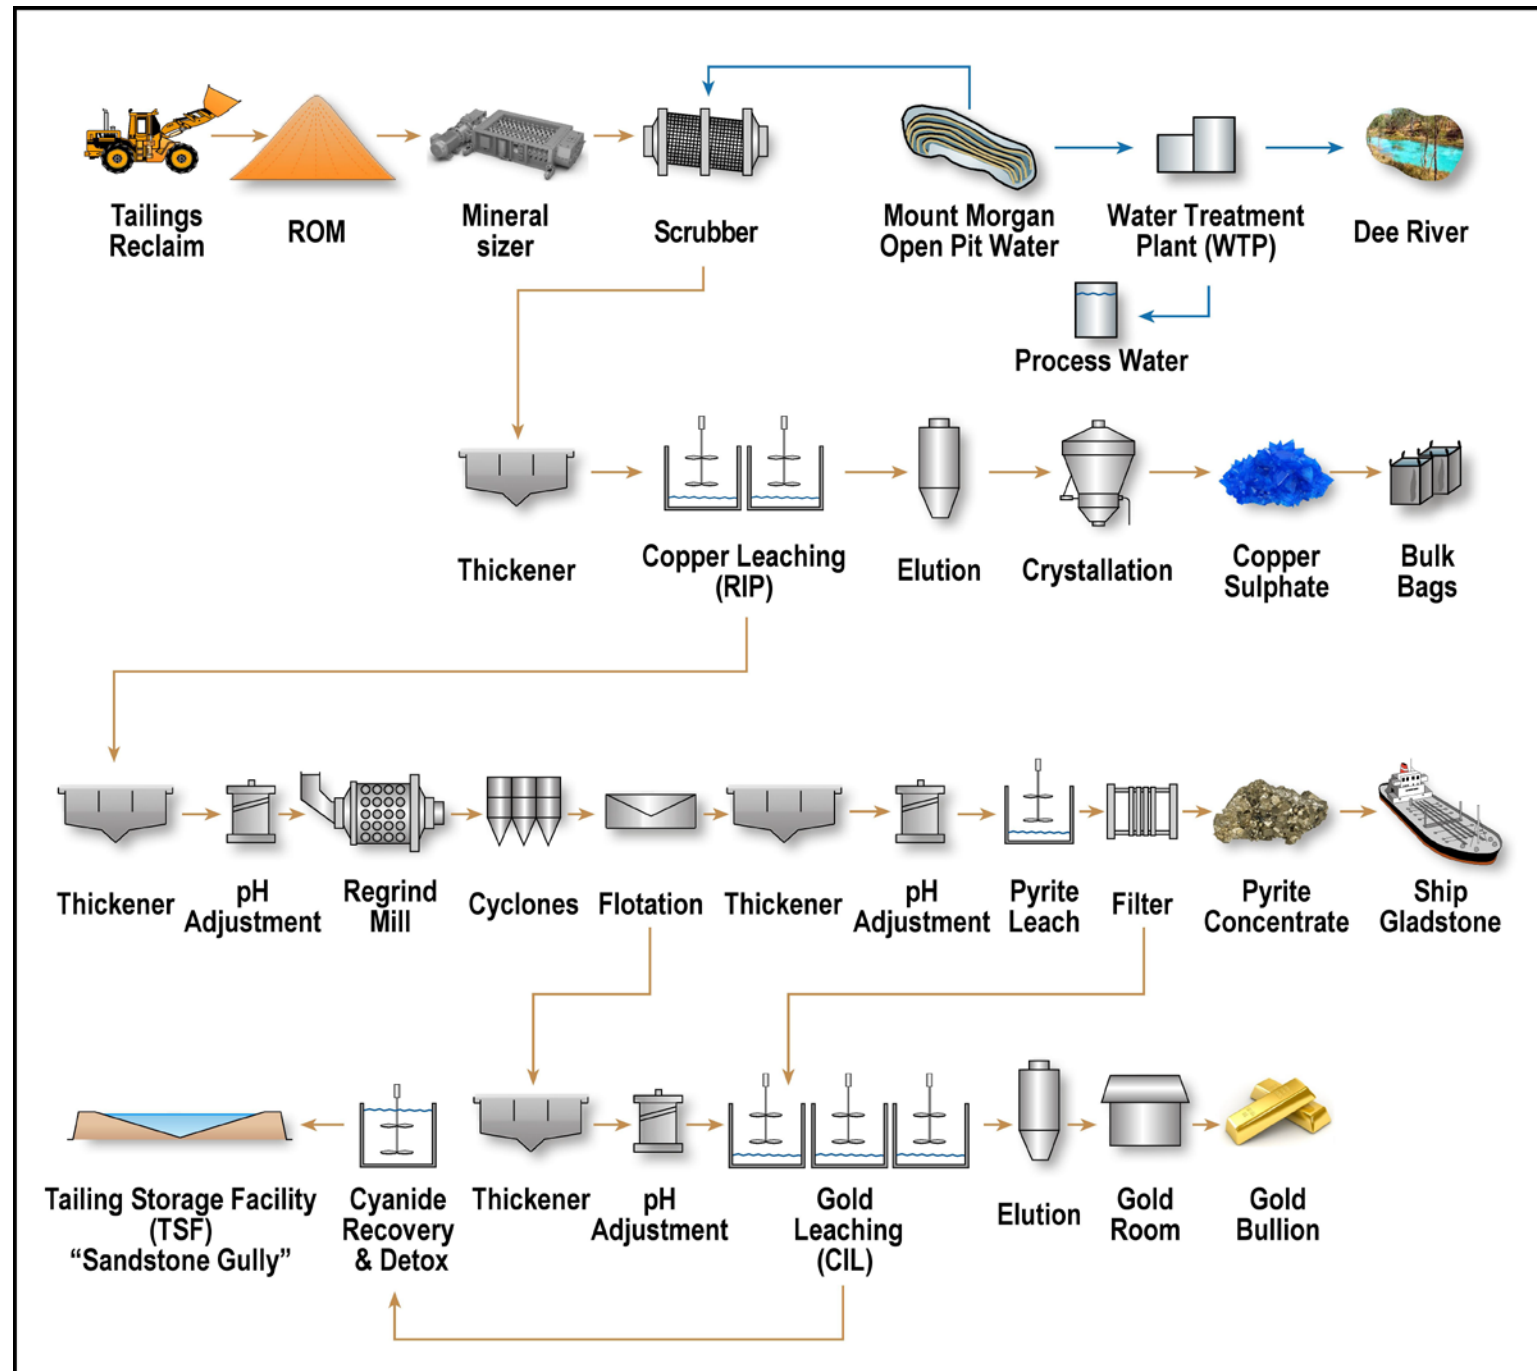 Tailings
Reclaim
ROM
Mineral
sizer
Scrubber
Mount Morgan
Open Pit Water
Water Treatment
Plant (WTP)
Dee River
Process Water
Thickener
Copper Leaching
(RIP)
Elution
Crystallation
Copper
Sulphate
Bulk
Bags
Thickener
pH
Adjustment
Regrind
Mill
Cyclones
Flotation
Thickener
pH
Adjustment
Pyrite
Leach
Filter
Pyrite
Concentrate
Ship
Gladstone
Tailing Storage Facility
(TSF)
“Sandstone Gully”
Cyanide
Recovery
& Detox
Thickener
pH
Adjustment
Gold
Leaching
(CIL)
Elution
Gold
Room
Gold
Bullion